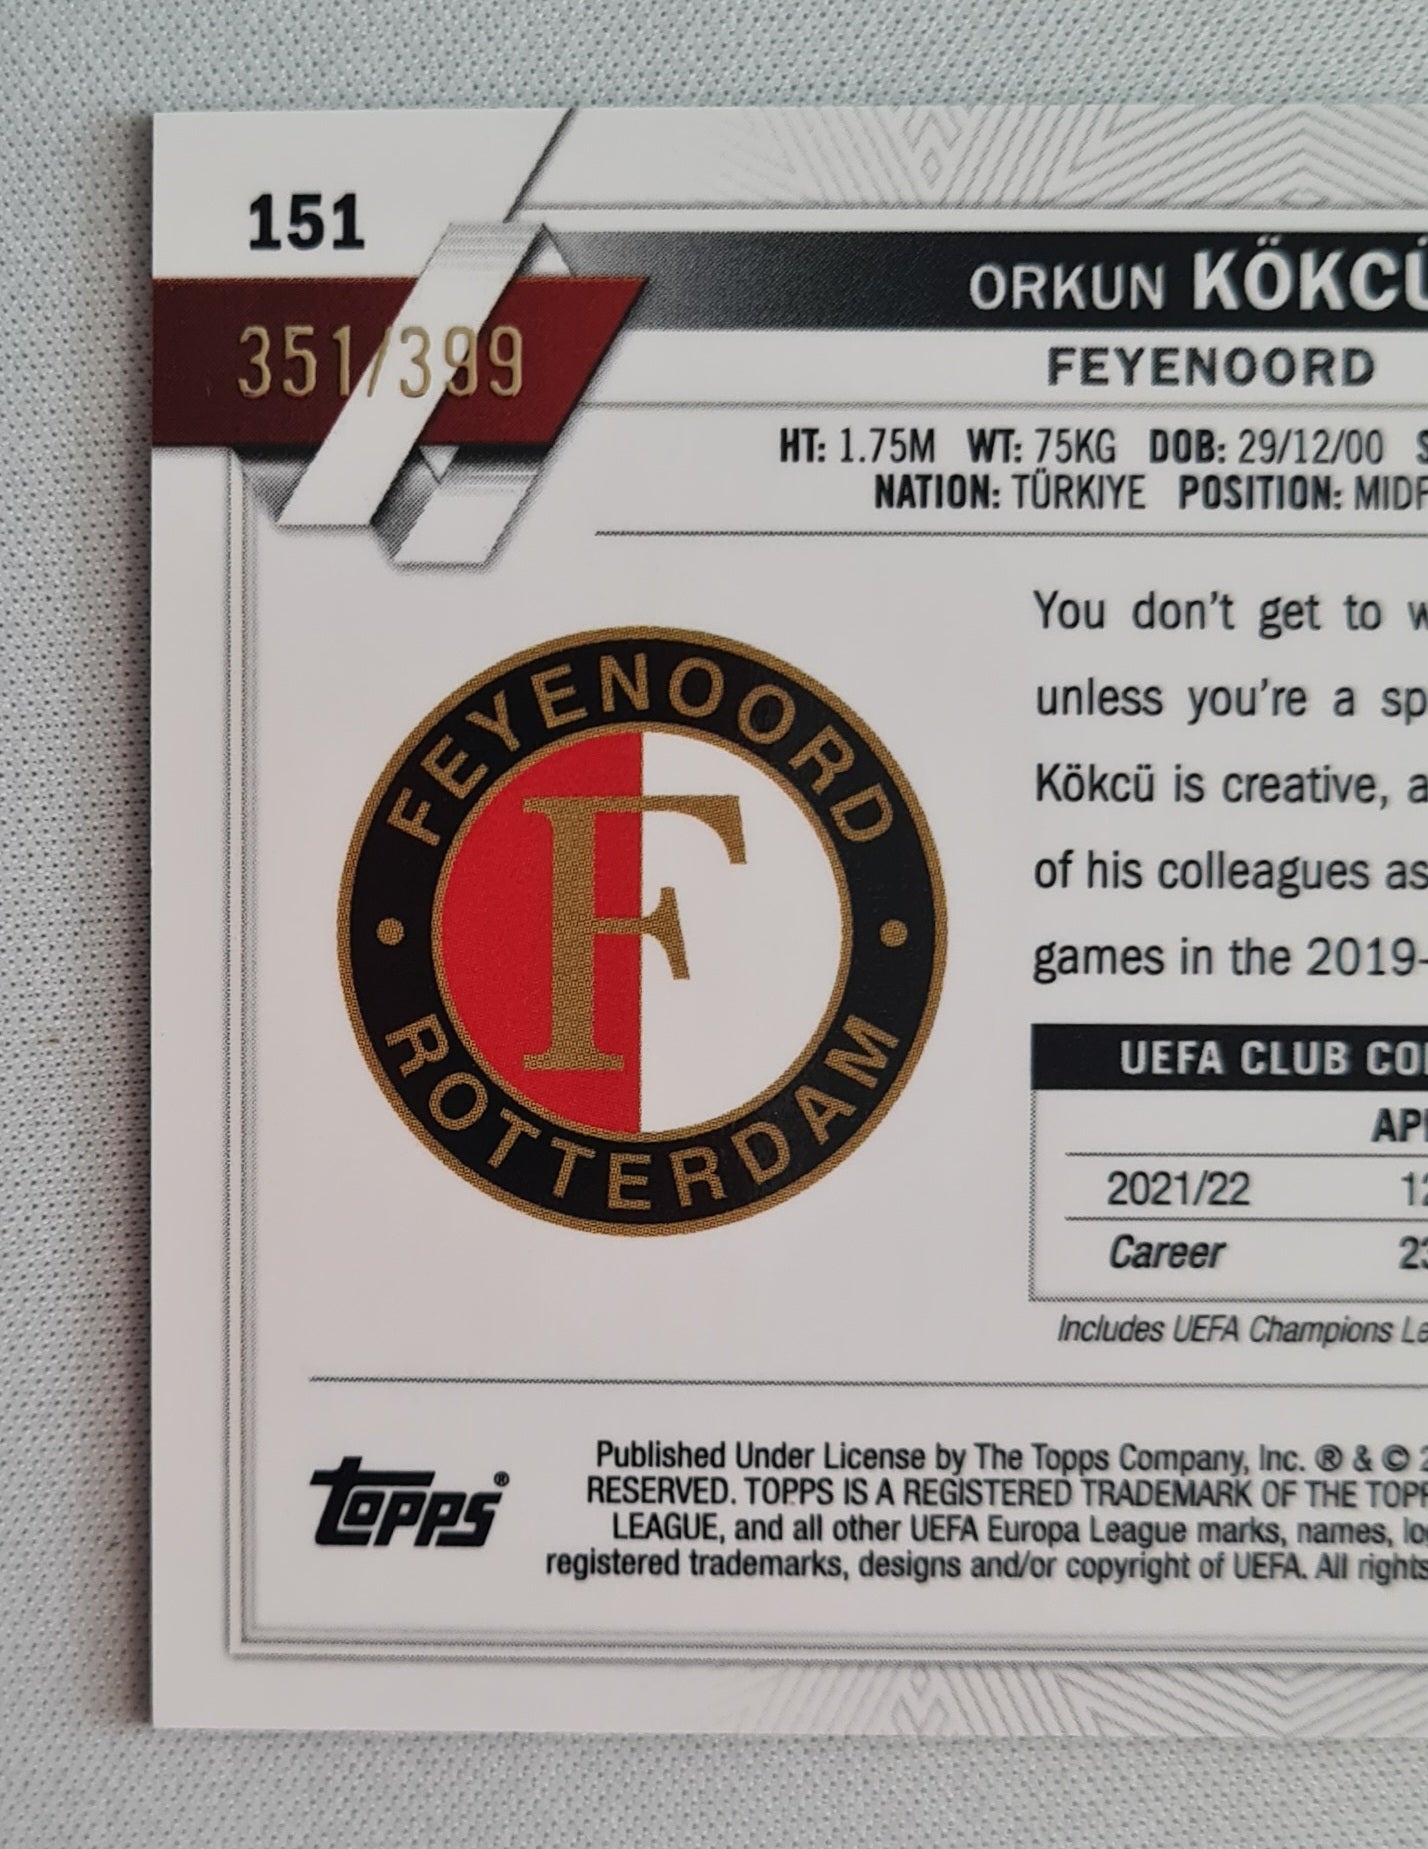 151
351/399
ORKUN KÖKCÜ
FEYENOORD
HT: 1.75M WT: 75KG DOB: 29/12/00
NATION: TÜRKIYE POSITION:
You don't get to
unless you're a
Kökcü is creative,
of his colleagues as
games in the 2019-
FEYENOORD
F
ROTTERDAM
UEFA CLUB
2021/22
Career
Includes UEFA Champions
TOPPS®
Published Under License by The Topps Company, Inc. ® & ©
RESERVED. TOPPS IS A REGISTERED TRADEMARK OF THE
LEAGUE, and all other UEFA Europa League marks, names,
registered trademarks, designs and/or copyright of UEFA. All rights